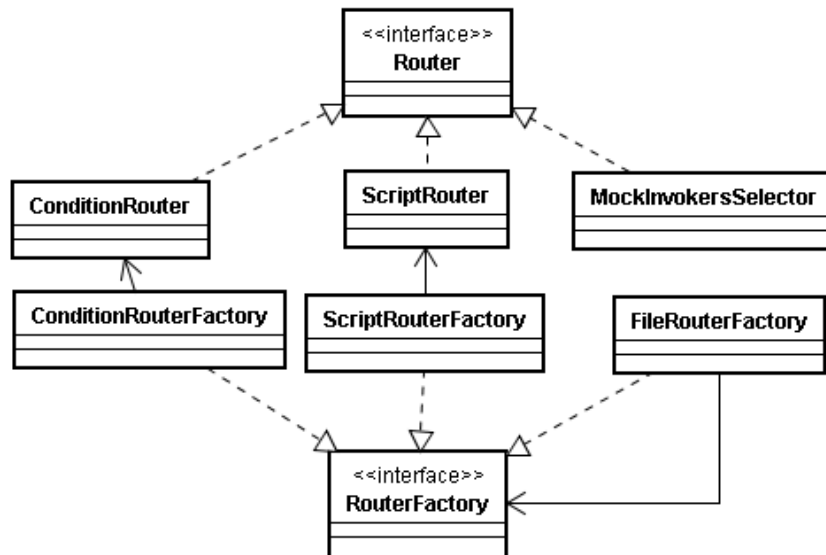 <<interface>>
Router
ConditionRouter
ScriptRouter
MockInvokersSelector
ConditionRouterFactory
ScriptRouterFactory
FileRouterFactory
<<interface>>
RouterFactory